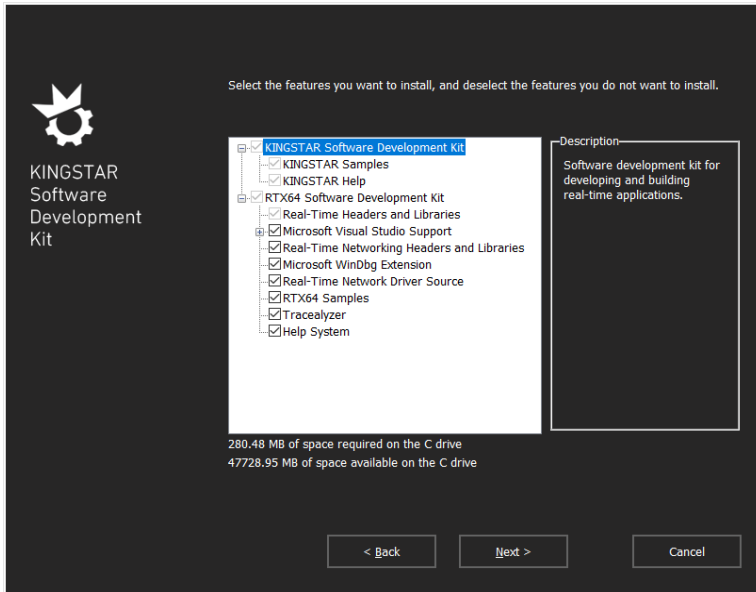 Select the features you want to install, and deselect the features you do not want to install.
KINGSTAR
Software
Development
Kit
KINGSTAR Software Development Kit
KINGSTAR Samples
KINGSTAR Help
RTX64 Software Development Kit
Real-Time Headers and Libraries
Microsoft Visual Studio Support
Real-Time Networking Headers and Libraries
Microsoft WinDbg Extension
Real-Time Network Driver Source
RTX64 Samples
Tracealyzer
Help System
Description
Software development kit for
developing and building
real-time applications.
280.48 MB of space required on the C drive
47728.95 MB of space available on the C drive
< Back
Next >
Cancel